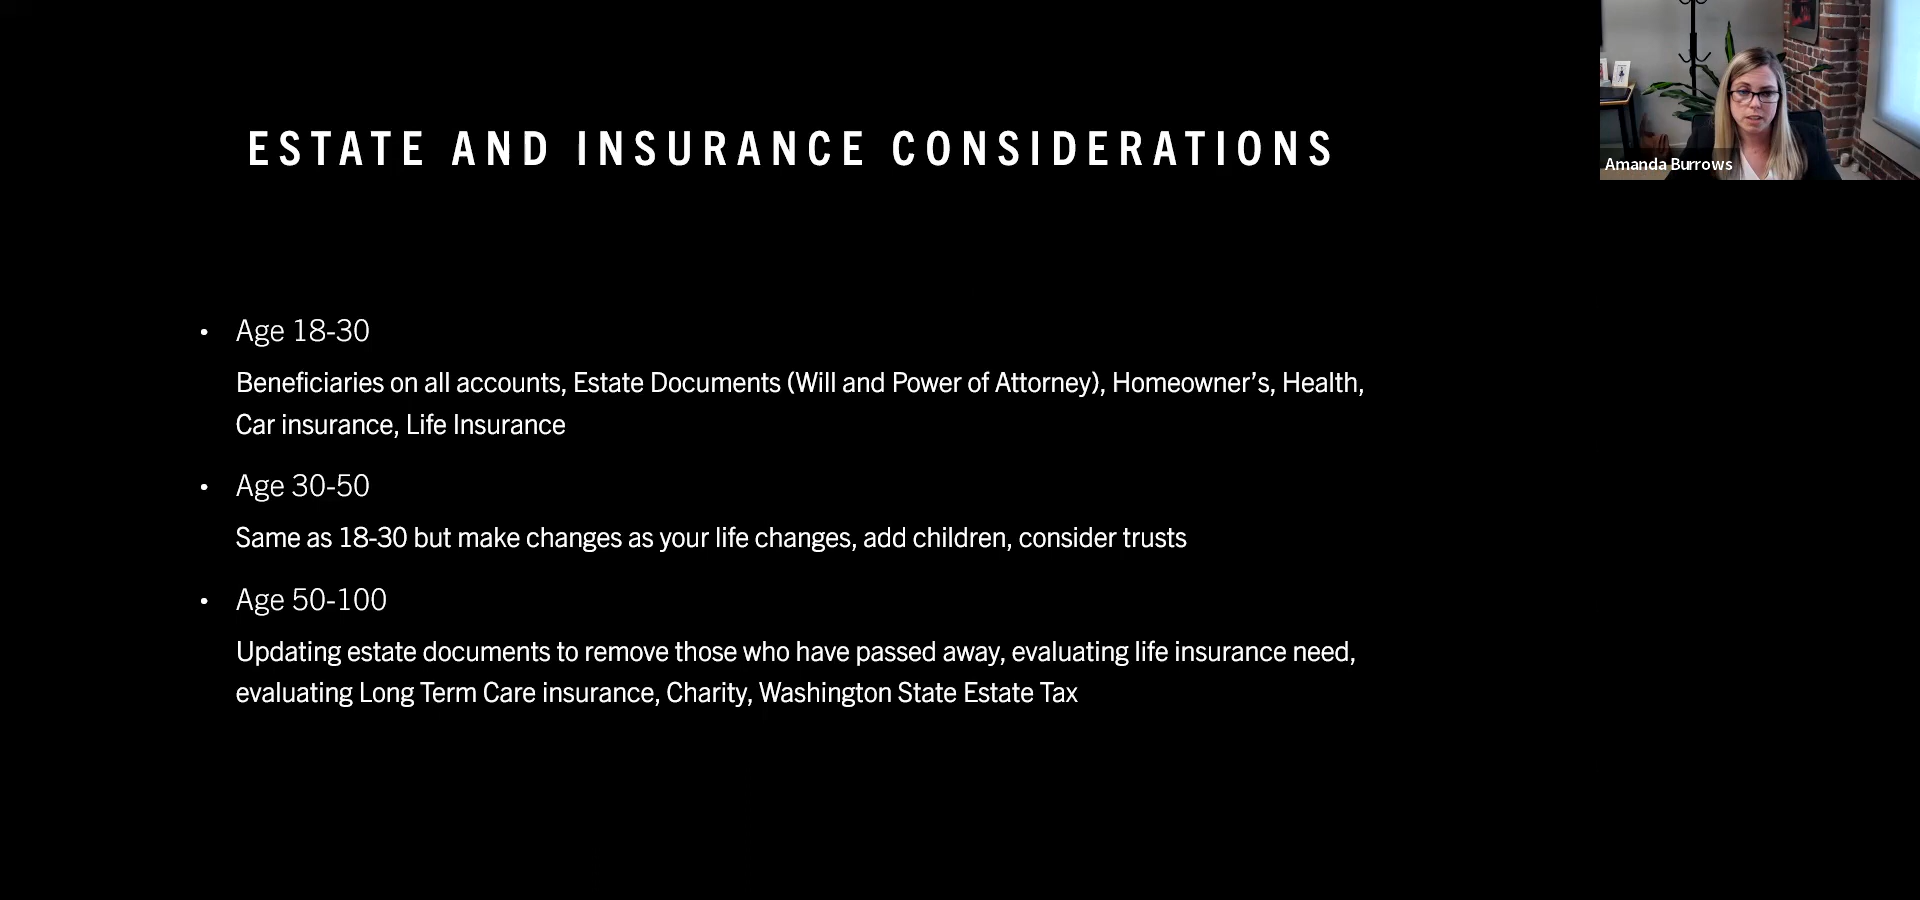 ESTATE AND INSURANCE CONSIDERATIONS
Amanda Burrows
• Age 18-30
Beneficiaries on all accounts, Estate Documents (Will and Power of Attorney), Homeowner’s, Health,
Car insurance, Life Insurance
• Age 30-50
Same as 18-30 but make changes as your life changes, add children, consider trusts
• Age 50-100
Updating estate documents to remove those who have passed away, evaluating life insurance need,
evaluating Long Term Care insurance, Charity, Washington State Estate Tax